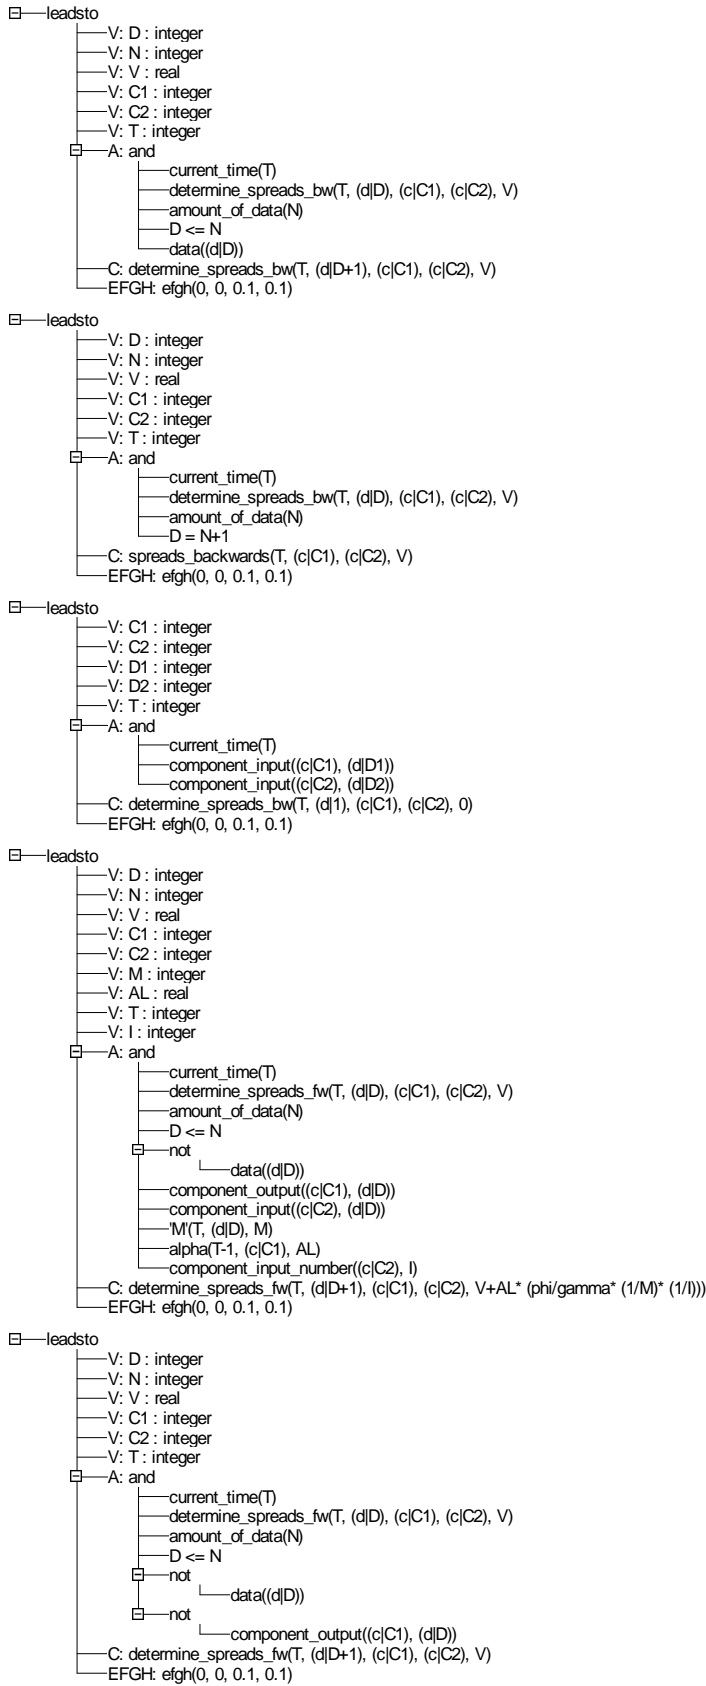 leadsto
V: D : integer
V: N : integer
V: V : real
V: C1 : integer
V: C2 : integer
V: T : integer
A: and
current_time(T)
determine_spreads_bw(T, (d|D), (c|C1), (c|C2), V)
amount_of_data(N)
D <= N
data((d|D))
C: determine_spreads_bw(T, (d|D+1), (c|C1), (c|C2), V)
EFGH: efgh(0, 0, 0.1, 0.1)
leadsto
V: D : integer
V: N : integer
V: V : real
V: C1 : integer
V: C2 : integer
V: T : integer
A: and
current_time(T)
determine_spreads_bw(T, (d|D), (c|C1), (c|C2), V)
amount_of_data(N)
D = N+1
C: spreads_backwards(T, (c|C1), (c|C2), V)
EFGH: efgh(0, 0, 0.1, 0.1)
leadsto
V: C1 : integer
V: C2 : integer
V: D1 : integer
V: D2 : integer
V: T : integer
A: and
current_time(T)
component_input((c|C1), (d|D1))
component_input((c|C2), (d|D2))
C: determine_spreads_bw(T, (d|1), (c|C1), (c|C2), 0)
EFGH: efgh(0, 0, 0.1, 0.1)
leadsto
V: D : integer
V: N : integer
V: V : real
V: C1 : integer
V: C2 : integer
V: M : integer
V: AL : real
V: T : integer
V: I : integer
A: and
current_time(T)
determine_spreads_fw(T, (d|D), (c|C1), (c|C2), V)
amount_of_data(N)
D <= N
not
data((d|D))
component_output((c|C1), (d|D))
component_input((c|C2), (d|D))
'M'(T, (d|D), M)
alpha(T-1, (c|C1), AL)
component_input_number((c|C2), I)
C: determine_spreads_fw(T, (d|D+1), (c|C1), (c|C2), V+AL* (phi/gamma* (1/M)* (1/I)))
EFGH: efgh(0, 0, 0.1, 0.1)
leadsto
V: D : integer
V: N : integer
V: V : real
V: C1 : integer
V: C2 : integer
V: T : integer
A: and
current_time(T)
determine_spreads_fw(T, (d|D), (c|C1), (c|C2), V)
amount_of_data(N)
D <= N
not
data((d|D))
not
component_output((c|C1), (d|D))
C: determine_spreads_fw(T, (d|D+1), (c|C1), (c|C2), V)
EFGH: efgh(0, 0, 0.1, 0.1)